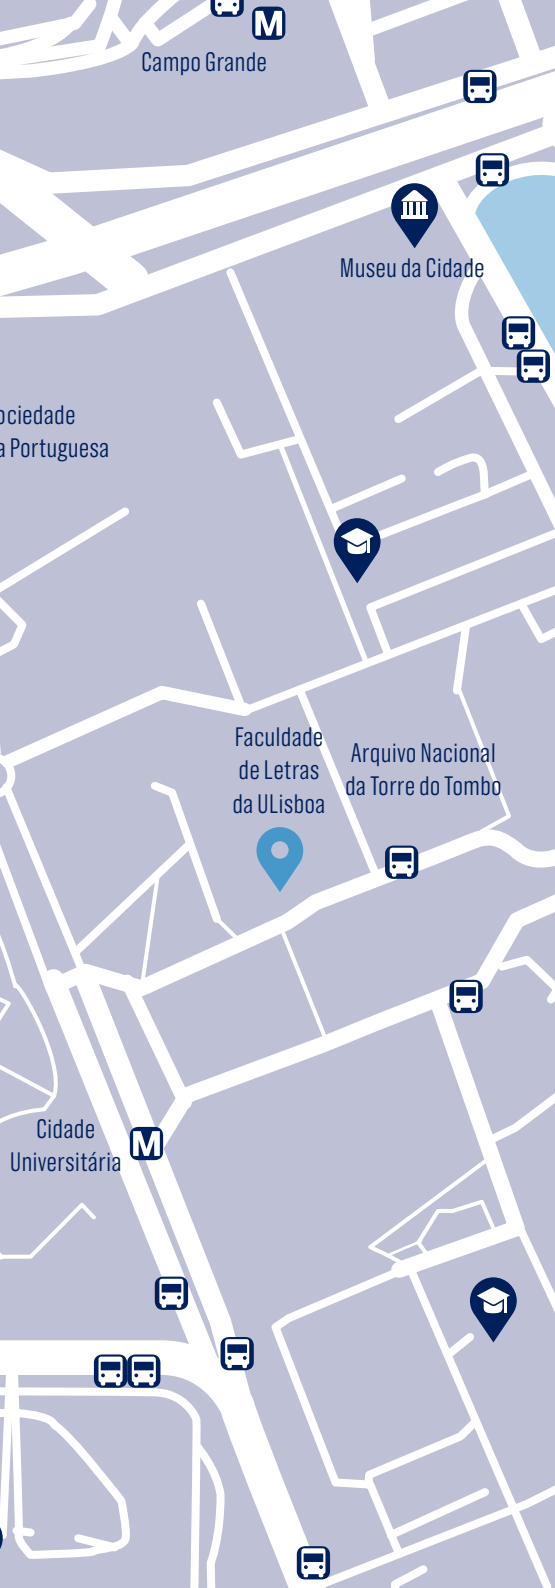 M
Campo Grande
Museu da Cidade
ociedade
a Portuguesa
Faculdade
de Letras
da ULisboa
Arquivo Nacional
da Torre do Tombo
Cidade
Universitária
M